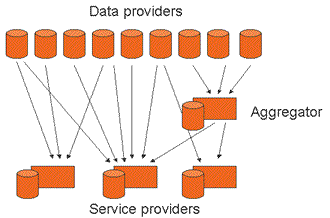 Data providers
Aggregator
Service providers